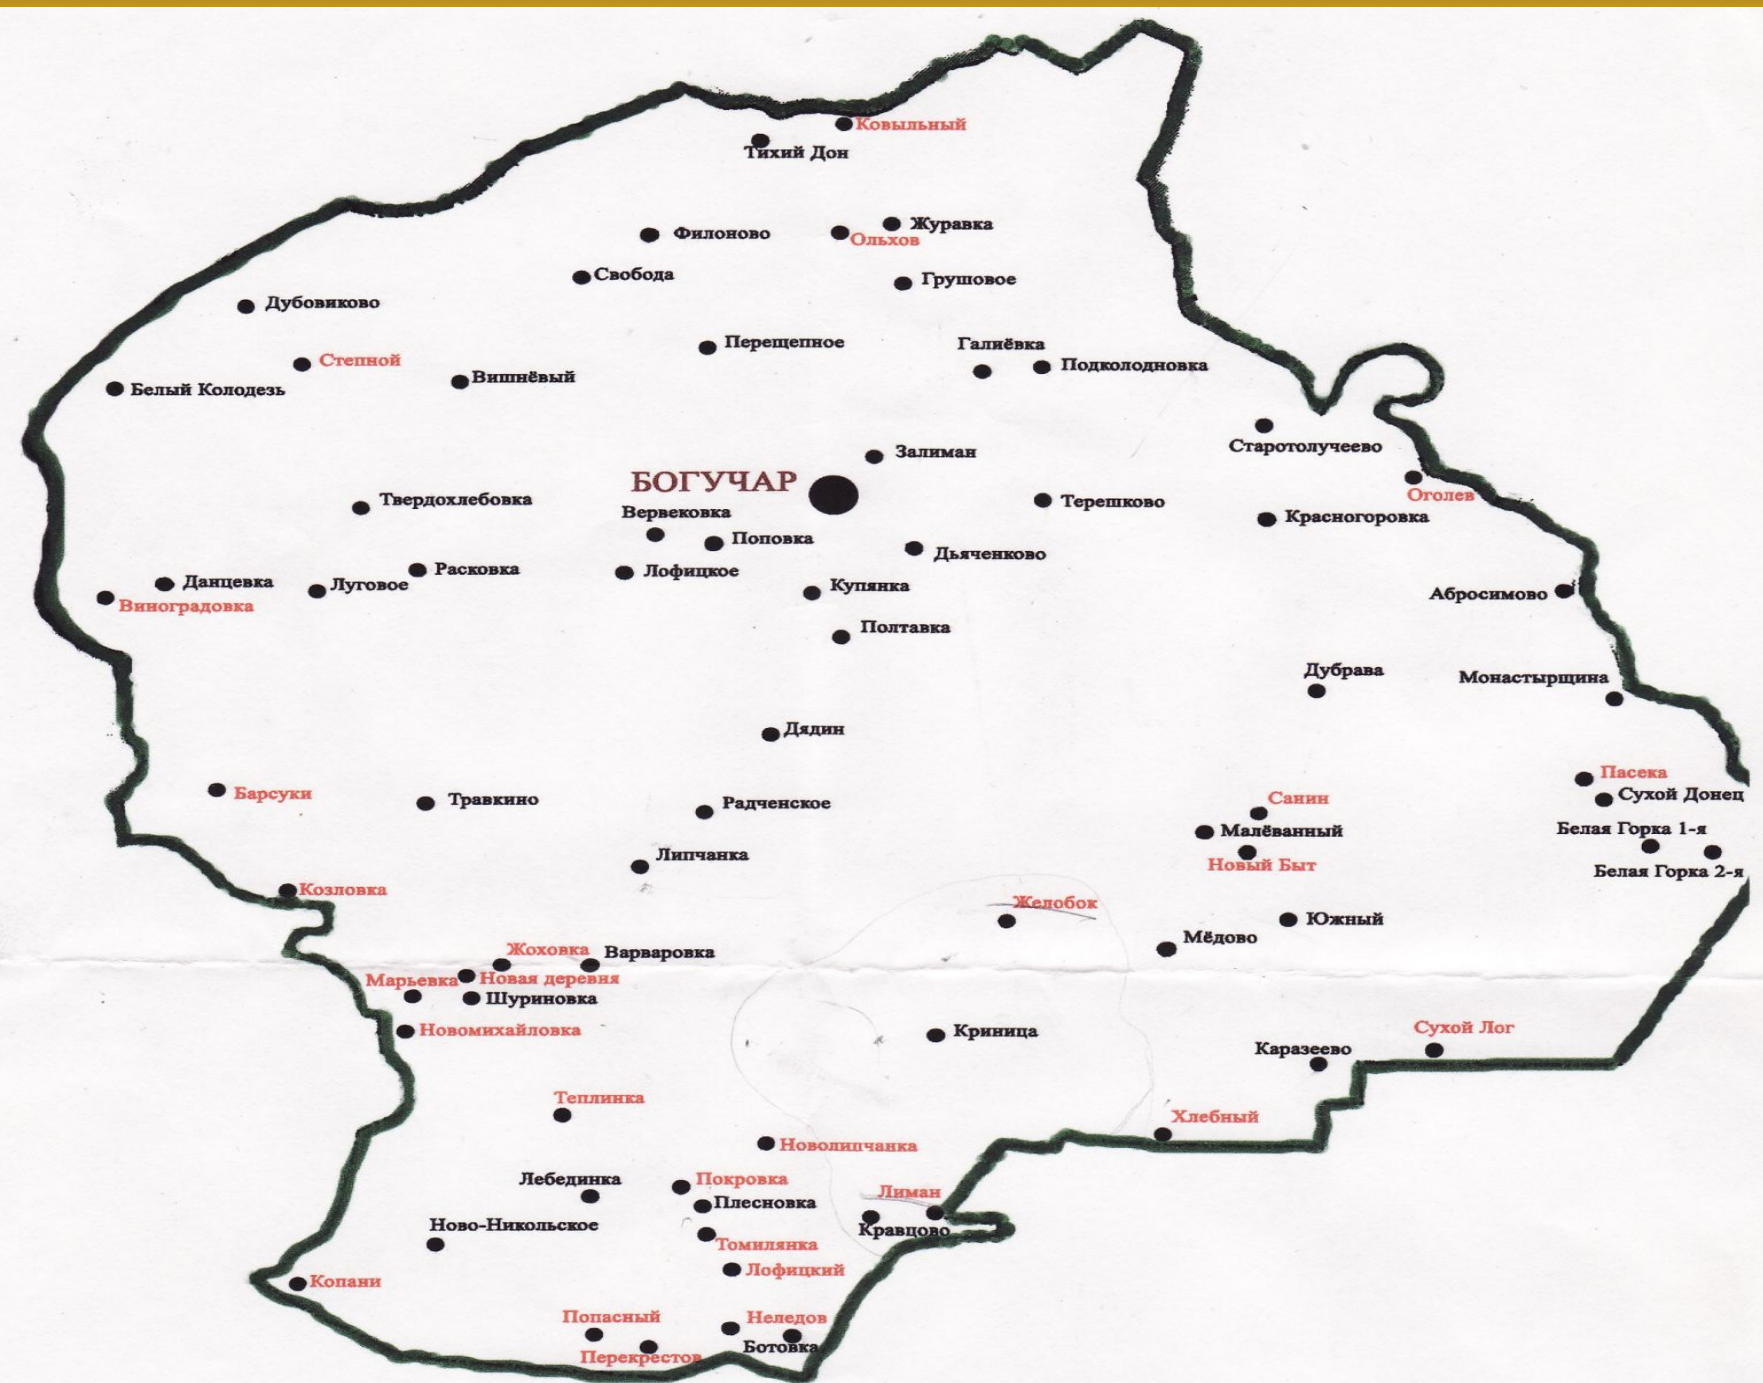 Ковыльный
Тихий Дон
Журавка
Филоново
Ольхов
Свобода
Грушовое
Дубовиково
Перещепное
Галиёвка
Степной
Подколодновка
Вишнёвый
Белый Колодезь
Старотолучеево
Залиман
БОГУЧАР
Оголев
Твердохлебовка
Терешково
Вервековка
Красногоровка
Поповка
Дьяченково
Расковка
Лофицкое
Данцевка
Луговое
Купянка
Абросимово
Виноградовка
Полтавка
Дубрава
Монастырщина
Дядин
Пасека
Барсуки
Травкино
Радченское
Санин
Сухой Донец
Малёванный
Белая Горка 1-я
Липчанка
Новый Быт
Белая Горка 2-я
Козловка
Желобок
Южный
Мёдово
Жоховка
Варваровка
Марьевка
Новая деревня
Шуриновка
Новомихайловка
Криница
Сухой Лог
Каразеево
Теплинка
Хлебный
Новолипчанка
Лебединка
Покровка
Лиман
Плесновка
Ново-Никольское
Кравцово
Томилянка
Лофицкий
Копани
Попасный
Неледов
Ботовка
Перекрестов